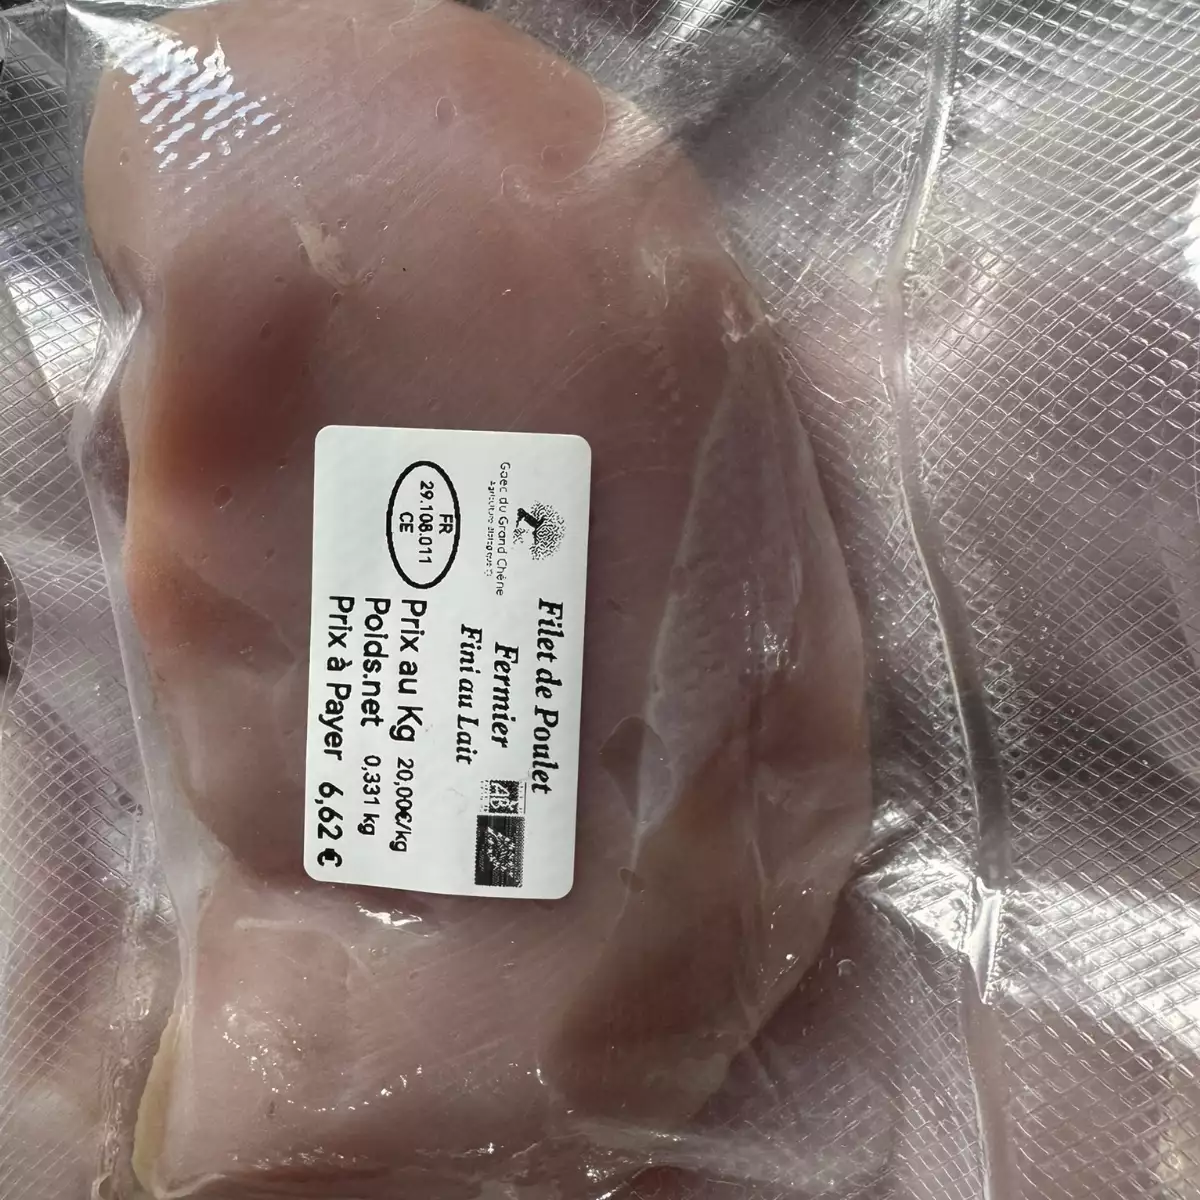 Filet de Poulet
Fermier
Fini au Lait
Gaec du Grand Chêne
FR
29.108.011
CE
AB
Prix au Kg 20,00€/kg
Poids.net 0,331 kg
Prix à Payer 6,62 €